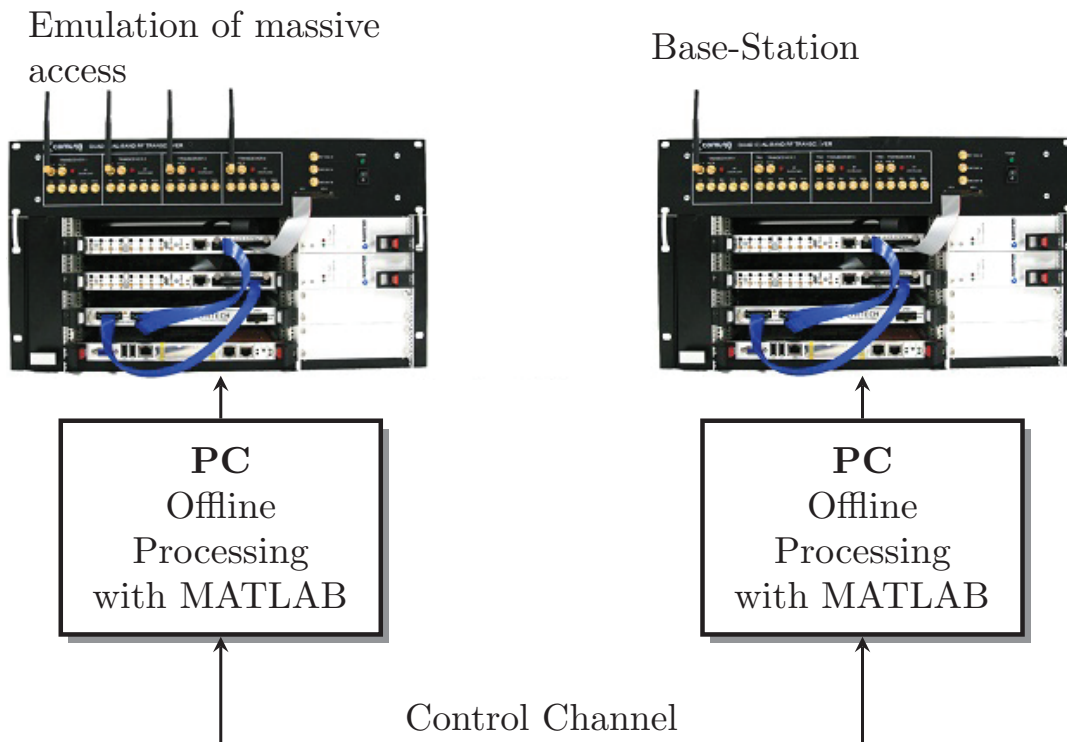 Emulation of massive
access
Base-Station
PC
Offline
Processing
with MATLAB
PC
Offline
Processing
with MATLAB
Control Channel